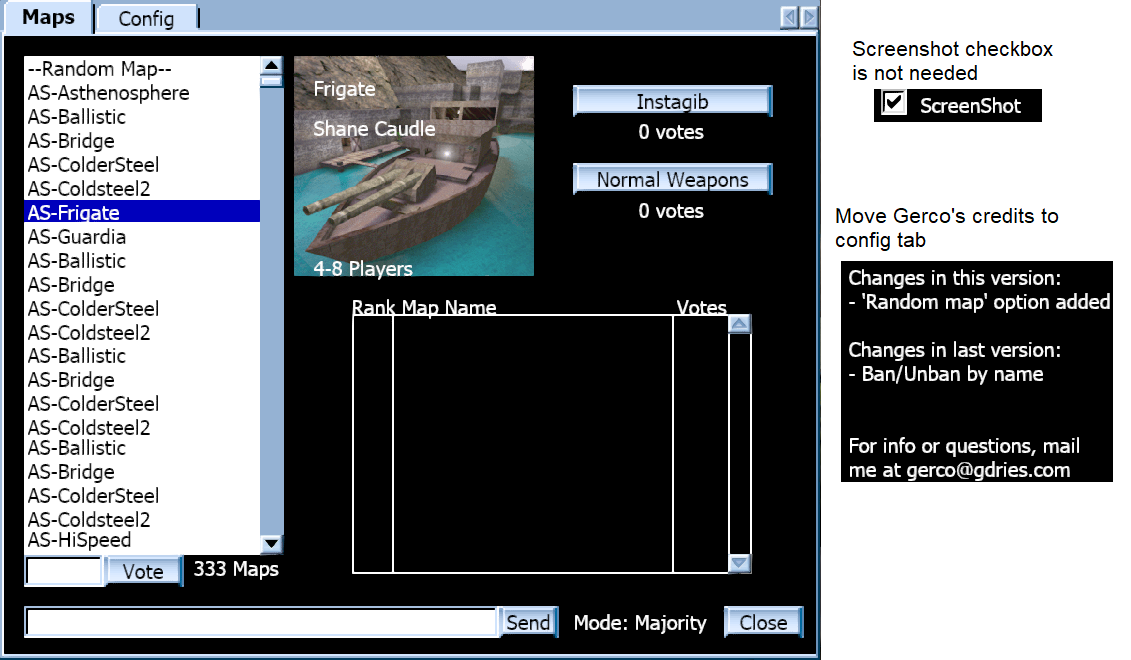 Maps
Config
--Random Map--
AS-Asthenosphere
AS-Ballistic
AS-Bridge
AS-ColderSteel
AS-Coldsteel2
AS-Frigate
AS-Guardia
AS-Ballistic
AS-Bridge
AS-ColderSteel
AS-Coldsteel2
AS-Ballistic
AS-Bridge
AS-ColderSteel
AS-Coldsteel2
AS-Ballistic
AS-Bridge
AS-ColderSteel
AS-Coldsteel2
AS-HiSpeed
Vote
333 Maps
Frigate
Shane Caudle
4-8 Players
Instagib
0 votes
Normal Weapons
0 votes
Rank Map Name Votes
Send
Mode: Majority
Close
Screenshot checkbox
is not needed
ScreenShot
Move Gerco's credits to
config tab
Changes in this version:
- 'Random map' option added
Changes in last version:
- Ban/Unban by name
For info or questions, mail
me at gerco@gdries.com